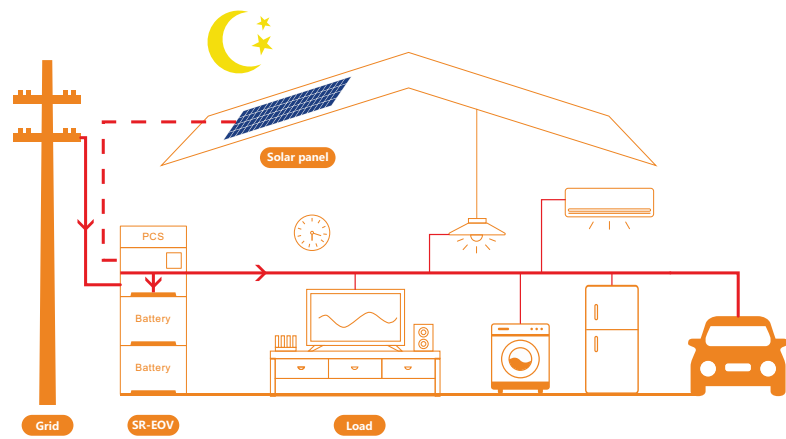 Solar panel
PCS
Battery
Battery
Grid
SR-EOV
Load